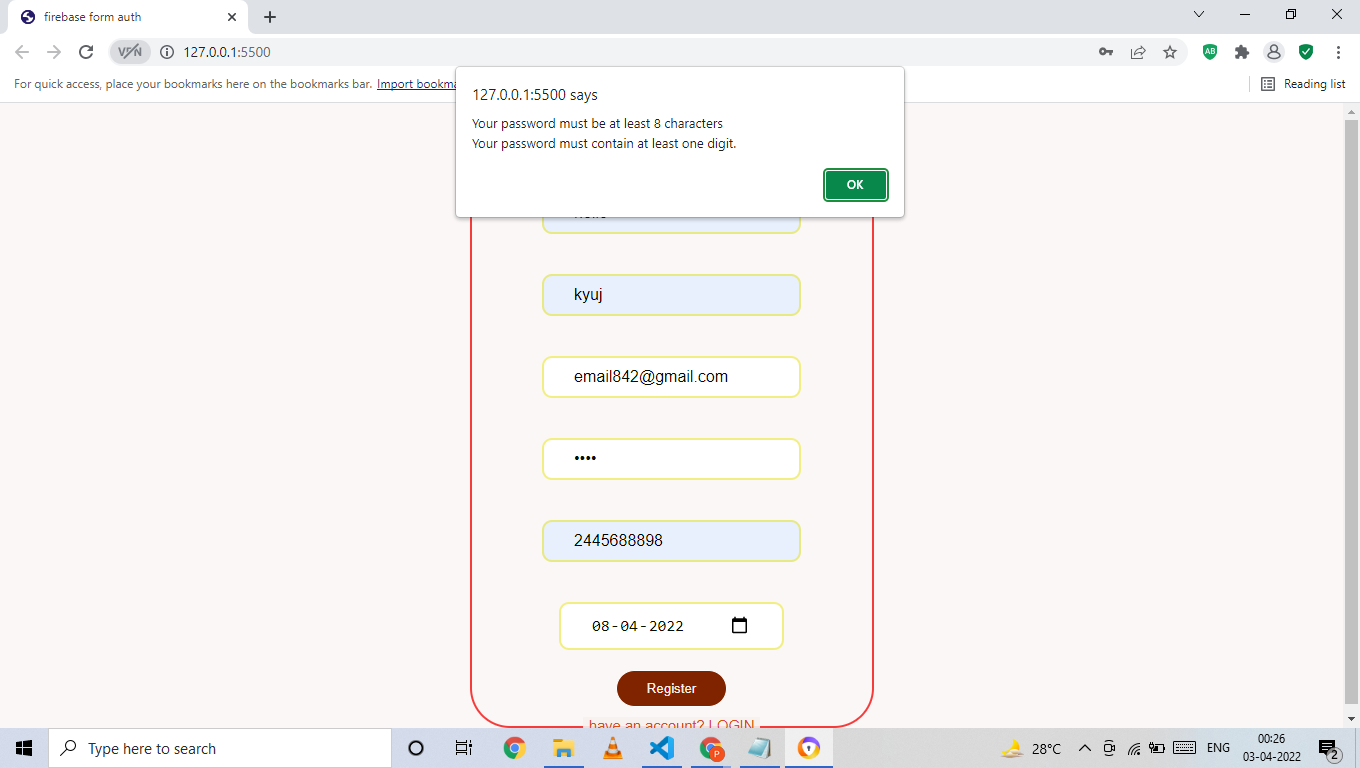 firebase form auth
VPN
127.0.0.1:5500
AB
For quick access, place your bookmarks here on the bookmarks bar. Import bookma
Reading list
127.0.0.1:5500 says
Your password must be at least 8 characters
Your password must contain at least one digit.
OK
kyuj
email842@gmail.com
••••
2445688898
08-04-2022
Register
have an account? LOGIN
Type here to search
P
28°C
ENG
00:26
03-04-2022
2